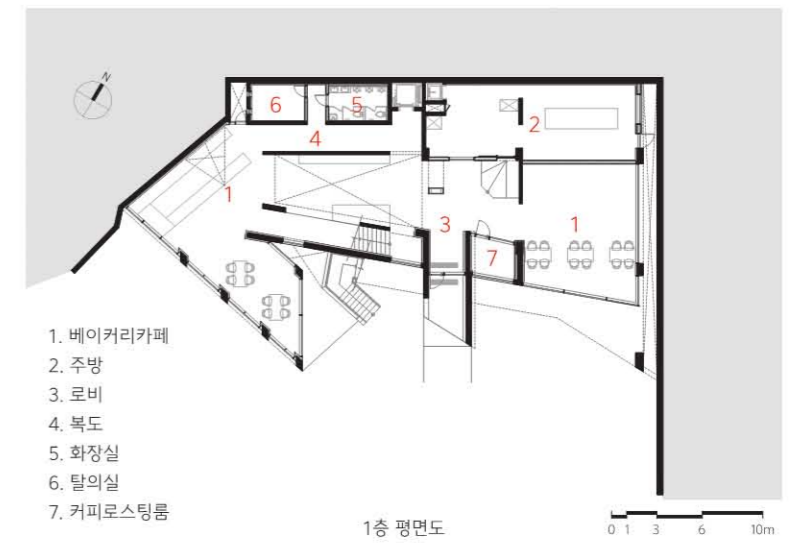 N
6
5
4
2
1
3
1
7
1. 베이커리카페
2. 주방
3. 로비
4. 복도
5. 화장실
6. 탈의실
7. 커피로스팅룸
1층 평면도
0 1 3 6 10m